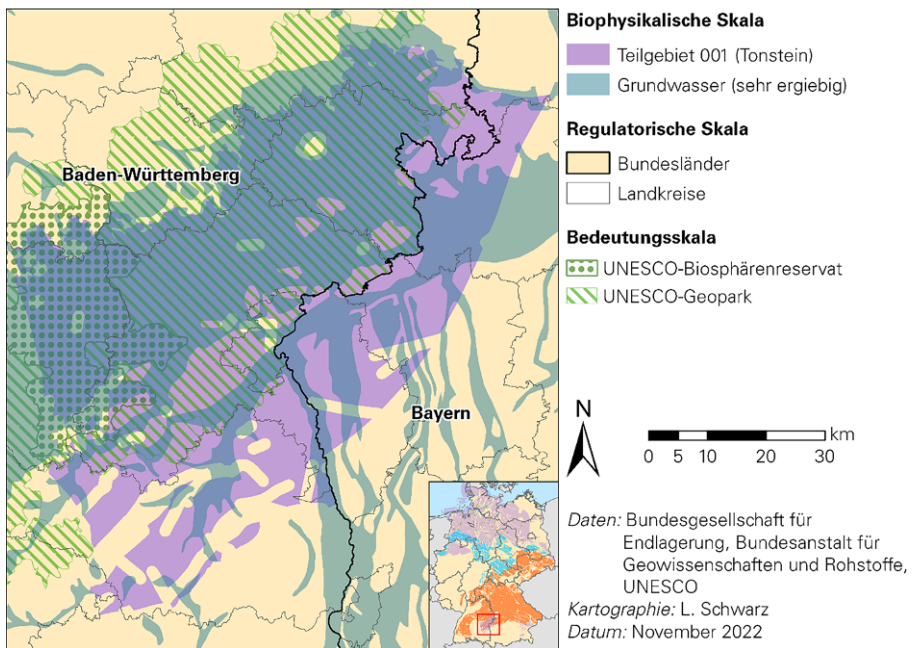 Baden-Württemberg
Bayern
Biophysikalische Skala
Teilgebiet 001 (Tonstein)
Grundwasser (sehr ergiebig)
Regulatorische Skala
Bundesländer
Landkreise
Bedeutungsskala
UNESCO-Biosphärenreservat
UNESCO-Geopark
N
km
0 5 10 20 30
Daten: Bundesgesellschaft für
Endlagerung, Bundesanstalt für
Geowissenschaften und Rohstoffe,
UNESCO
Kartographie: L. Schwarz
Datum: November 2022